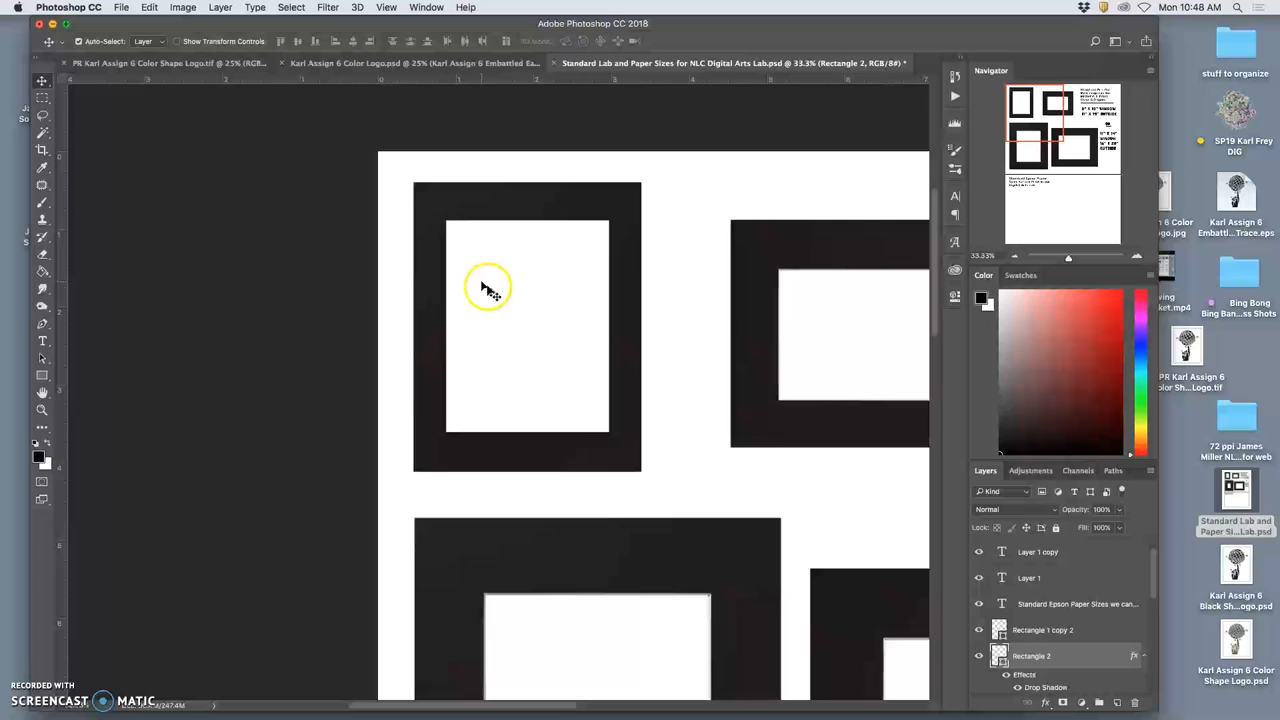 Photoshop CC File Edit Image Layer Type Select Filter 3D View Window Help
Mon 10:48 AM
Adobe Photoshop CC 2018
Auto-Select: Layer Show Transform Controls
PR Karl Assign 6 Color Shape Logo.tif @ 25% (RGB...
Karl Assign 6 Color Logo.psd @ 25% (Karl Assign 6 Embattled Ea...
Standard Lab and Paper Sizes for NLC Digital Arts Lab.psd @ 33.3% (Rectangle 2, RGB/8#) *
Navigator
33.33%
Color Swatches
Layers Adjustments Channels Paths
Kind
Normal Opacity: 100%
Lock: Fill: 100%
Layer 1 copy
Layer 1
Standard Epson Paper Sizes we can...
Rectangle 1 copy 2
Rectangle 2 fx
Effects
Drop Shadow
stuff to organize
SP19 Karl Frey
DIG
6 Color
Logo.jpg
Karl Assign 6
Embattl...Trace.eps
Bing Bong
Bing Ban...ss Shots
PR Karl Assign 6
Color ...Logo.tif
72 ppi James
Miller NL...for web
Standard Lab and
Paper Si...Lab.psd
Karl Assign 6
Black Sh...ogo.psd
Karl Assign 6 Color
Shape Logo.psd
RECORDED WITH
SCREENCAST MATIC